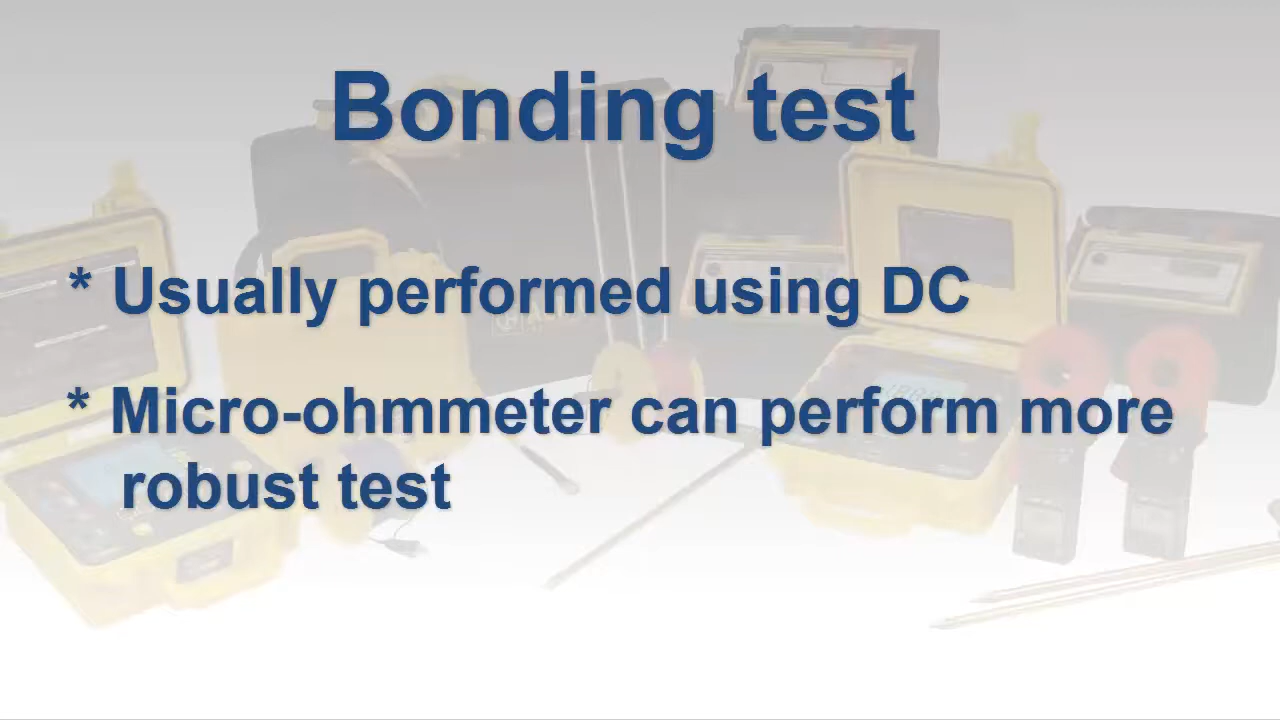 Bonding test
* Usually performed using DC
* Micro-ohmmeter can perform more
robust test